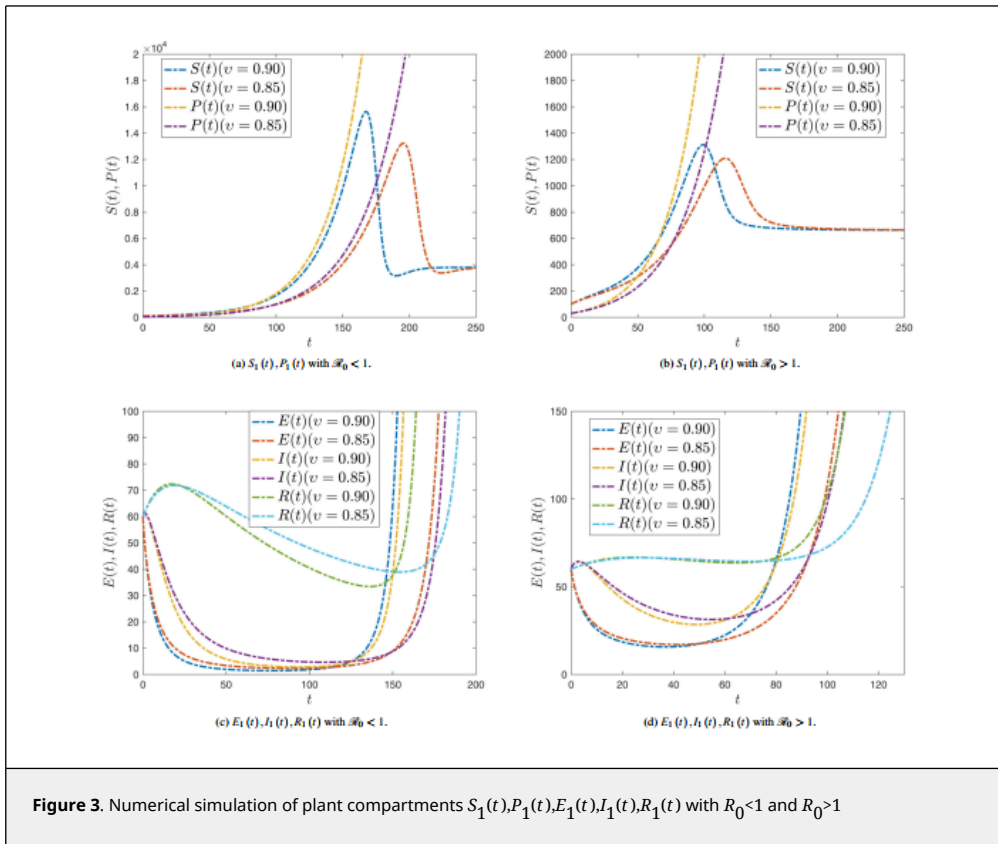 ×10⁴
2
1.8
1.6
1.4
1.2
1
0.8
0.6
0.4
0.2
0
S(t), P(t)
S(t)(υ = 0.90)
S(t)(υ = 0.85)
P(t)(υ = 0.90)
P(t)(υ = 0.85)
0 50 100 150 200 250
t
(a) S₁(t), P₁(t) with ℛ₀ < 1.
2000
1800
1600
1400
1200
1000
800
600
400
200
0
S(t), P(t)
S(t)(υ = 0.90)
S(t)(υ = 0.85)
P(t)(υ = 0.90)
P(t)(υ = 0.85)
0 50 100 150 200 250
t
(b) S₁(t), P₁(t) with ℛ₀ > 1.
100
90
80
70
60
50
40
30
20
10
0
E(t), I(t), R(t)
E(t)(υ = 0.90)
E(t)(υ = 0.85)
I(t)(υ = 0.90)
I(t)(υ = 0.85)
R(t)(υ = 0.90)
R(t)(υ = 0.85)
0 50 100 150 200
t
(c) E₁(t), I₁(t), R₁(t) with ℛ₀ < 1.
150
100
50
0
E(t), I(t), R(t)
E(t)(υ = 0.90)
E(t)(υ = 0.85)
I(t)(υ = 0.90)
I(t)(υ = 0.85)
R(t)(υ = 0.90)
R(t)(υ = 0.85)
0 20 40 60 80 100 120
t
(d) E₁(t), I₁(t), R₁(t) with ℛ₀ > 1.
Figure 3. Numerical simulation of plant compartments S₁(t),P₁(t),E₁(t),I₁(t),R₁(t) with R₀<1 and R₀>1